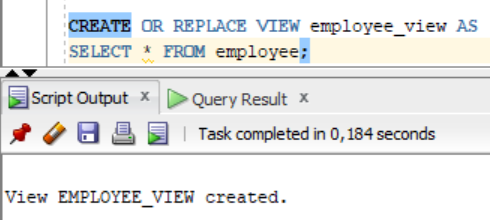 CREATE OR REPLACE VIEW employee_view AS
SELECT * FROM employee;
Script Output x Query Result x
Task completed in 0,184 seconds
View EMPLOYEE_VIEW created.